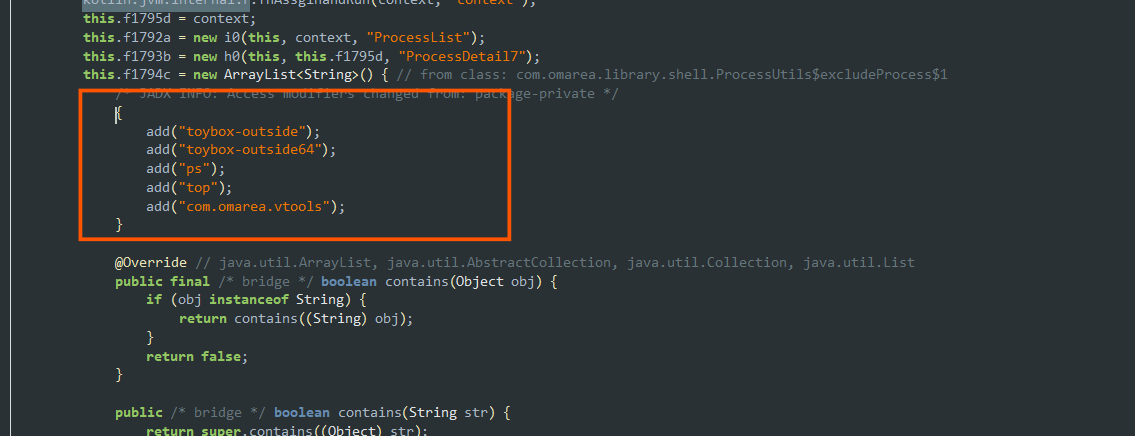 kotlin.jvm.internal.r.fnAssginandRun(context, "context");
this.f1795d = context;
this.f1792a = new i0(this, context, "ProcessList");
this.f1793b = new h0(this, this.f1795d, "ProcessDetail7");
this.f1794c = new ArrayList<String>() { // from class: com.omarea.library.shell.ProcessUtils$excludeProcess$1
/* JADX INFO: Access modifiers changed from: package-private */
{
add("toybox-outside");
add("toybox-outside64");
add("ps");
add("top");
add("com.omarea.vtools");
}
@Override // java.util.ArrayList, java.util.AbstractCollection, java.util.Collection, java.util.List
public final /* bridge */ boolean contains(Object obj) {
if (obj instanceof String) {
return contains((String) obj);
}
return false;
}
public /* bridge */ boolean contains(String str) {
return super.contains((Object) str);